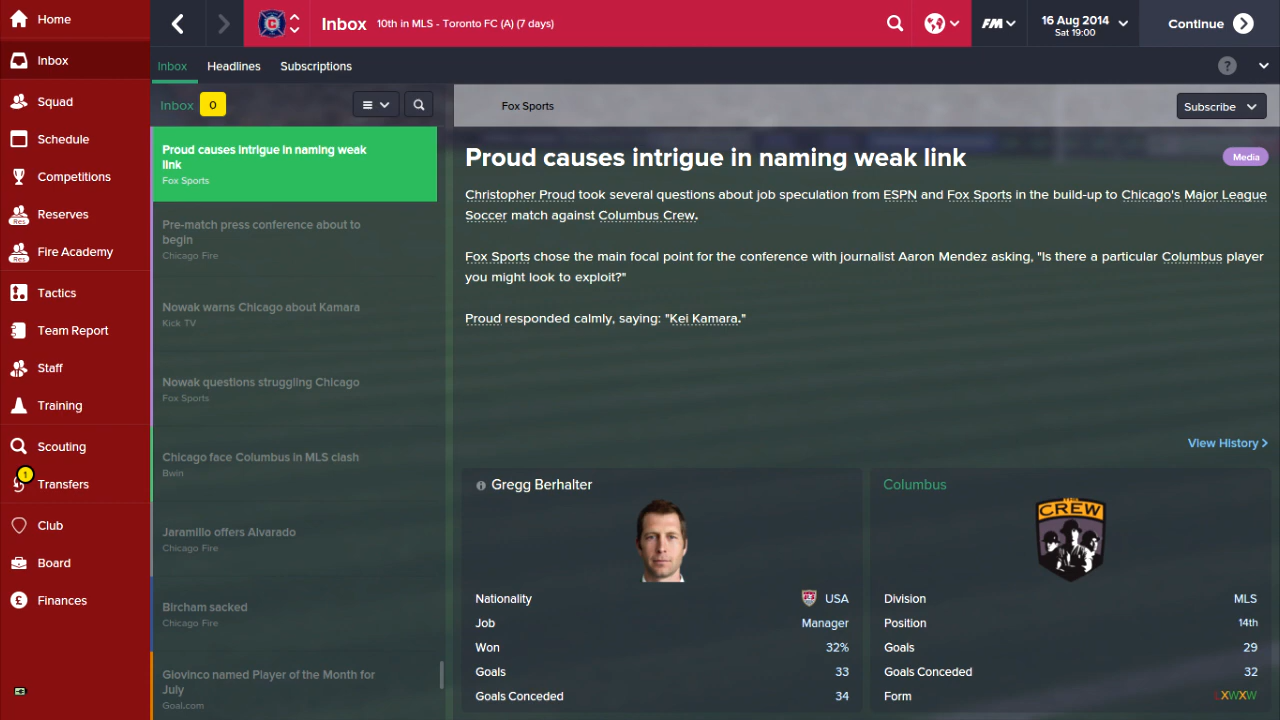 Home
Inbox
Squad
Schedule
Competitions
Res
Reserves
Res
Fire Academy
Tactics
Team Report
Staff
Training
Scouting
1
Transfers
Club
Board
Finances
Inbox
10th in MLS - Toronto FC (A) (7 days)
FM
16 Aug 2014
Sat 19:00
Continue
Inbox
Headlines
Subscriptions
?
Inbox
0
Proud causes intrigue in naming weak
link
Fox Sports
Pre-match press conference about to
begin
Chicago Fire
Nowak warns Chicago about Kamara
Kick TV
Nowak questions struggling Chicago
Fox Sports
Chicago face Columbus in MLS clash
Bwin
Jaramillo offers Alvarado
Chicago Fire
Bircham sacked
Chicago Fire
Giovinco named Player of the Month for
July
Goal.com
Fox Sports
Subscribe
Proud causes intrigue in naming weak link
Media
Christopher Proud took several questions about job speculation from ESPN and Fox Sports in the build-up to Chicago's Major League
Soccer match against Columbus Crew.
Fox Sports chose the main focal point for the conference with journalist Aaron Mendez asking, "Is there a particular Columbus player
you might look to exploit?"
Proud responded calmly, saying: "Kei Kamara."
View History
Gregg Berhalter
Nationality USA
Job Manager
Won 32%
Goals 33
Goals Conceded 34
Columbus
THE
CREW
Division MLS
Position 14th
Goals 29
Goals Conceded 32
Form XWXW